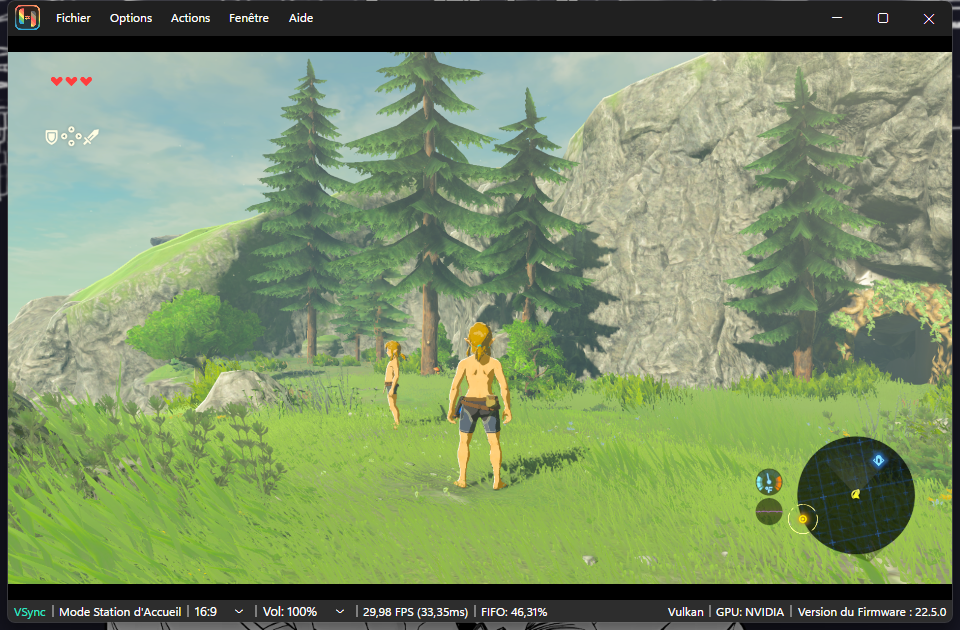 Fichier Options Actions Fenêtre Aide
VSync | Mode Station d'Accueil | 16:9 | Vol: 100% | 29,98 FPS (33,35ms) | FIFO: 46,31% Vulkan | GPU: NVIDIA | Version du Firmware : 22.5.0